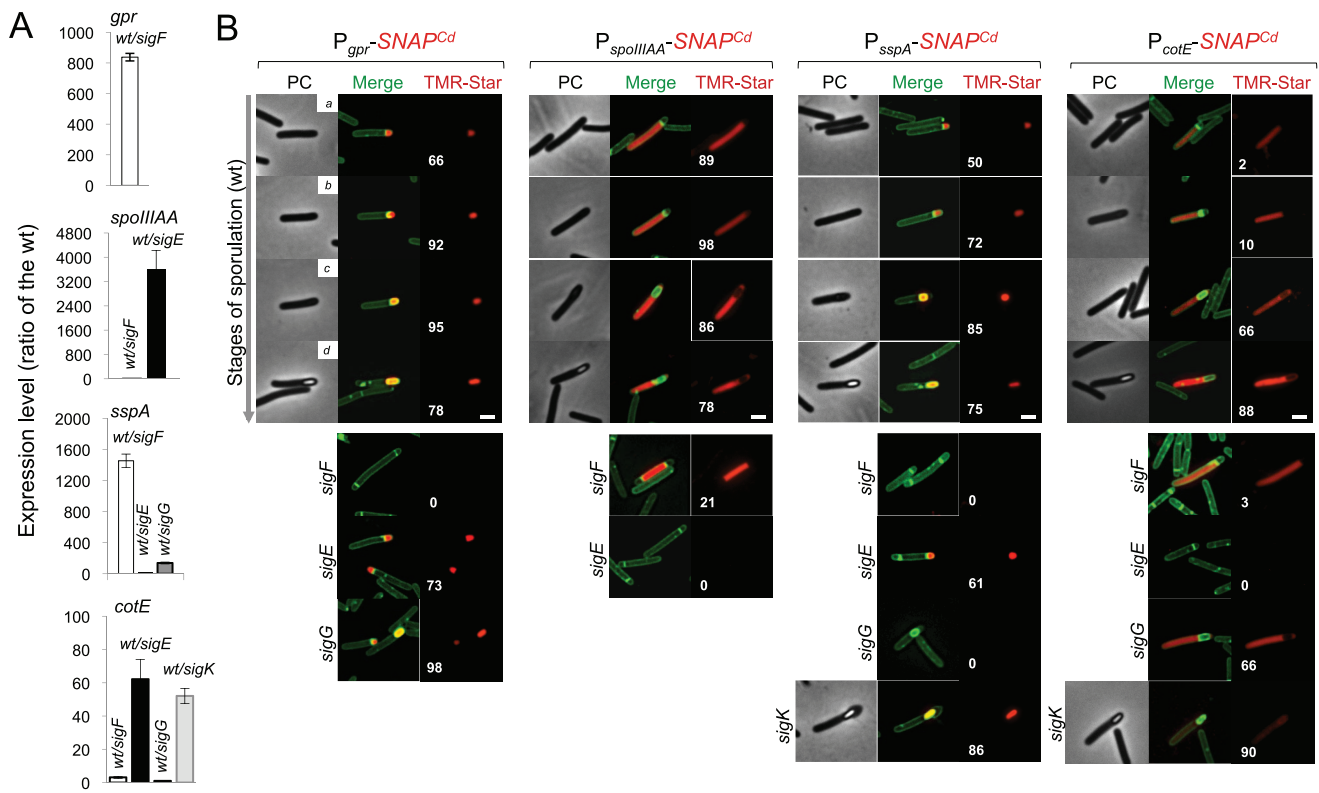 A
Expression level (ratio of the wt)
gpr
wt/sigF
1000
800
600
400
200
0
spoIIIAA
wt/sigE
4800
4000
3200
2400
1600
800
0
wt/sigF
sspA
wt/sigF
2000
1600
1200
800
400
0
wt/sigE
wt/sigG
cotE
100
80
60
40
20
0
wt/sigF
wt/sigE
wt/sigG
wt/sigK
B
Stages of sporulation (wt)
Pgpr-SNAPCd
PC Merge TMR-Star
a
66
b
92
c
95
d
78
sigF
0
sigE
73
sigG
98
PspoIIIAA-SNAPCd
PC Merge TMR-Star
89
98
86
78
sigF
21
sigE
0
PsspA-SNAPCd
PC Merge TMR-Star
50
72
85
75
sigF
0
sigE
61
sigG
0
sigK
86
PcotE-SNAPCd
PC Merge TMR-Star
2
10
66
88
sigF
3
sigE
0
sigG
66
sigK
90